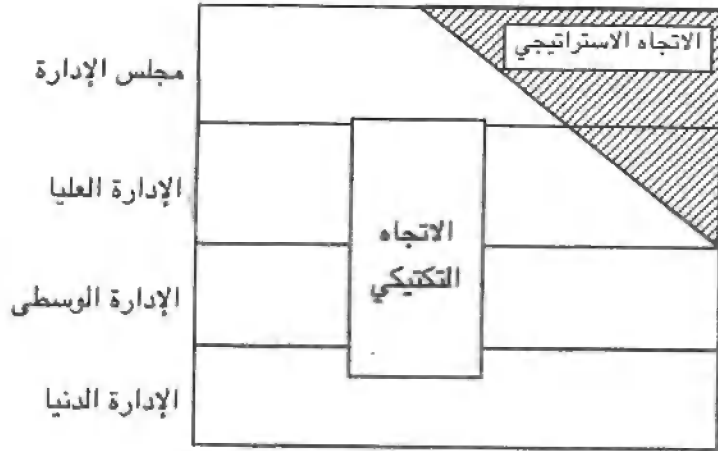 الاتجاه الاستراتيجي
مجلس الإدارة
الإدارة العليا
الاتجاه
التكتيكي
الإدارة الوسطى
الإدارة الدنيا